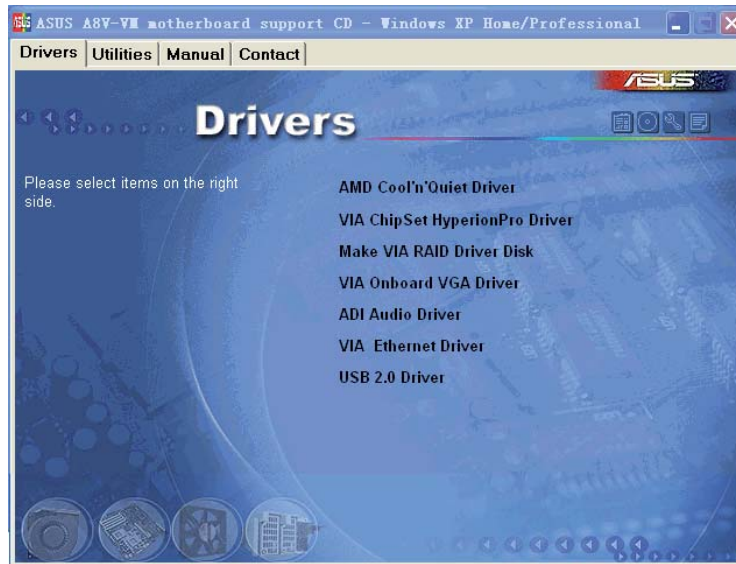 ASUS A8V-VM motherboard support CD - Windows XP Home/Professional
Drivers Utilities Manual Contact
ASUS
Drivers
Please select items on the right
side.
AMD Cool'n'Quiet Driver
VIA ChipSet HyperionPro Driver
Make VIA RAID Driver Disk
VIA Onboard VGA Driver
ADI Audio Driver
VIA Ethernet Driver
USB 2.0 Driver